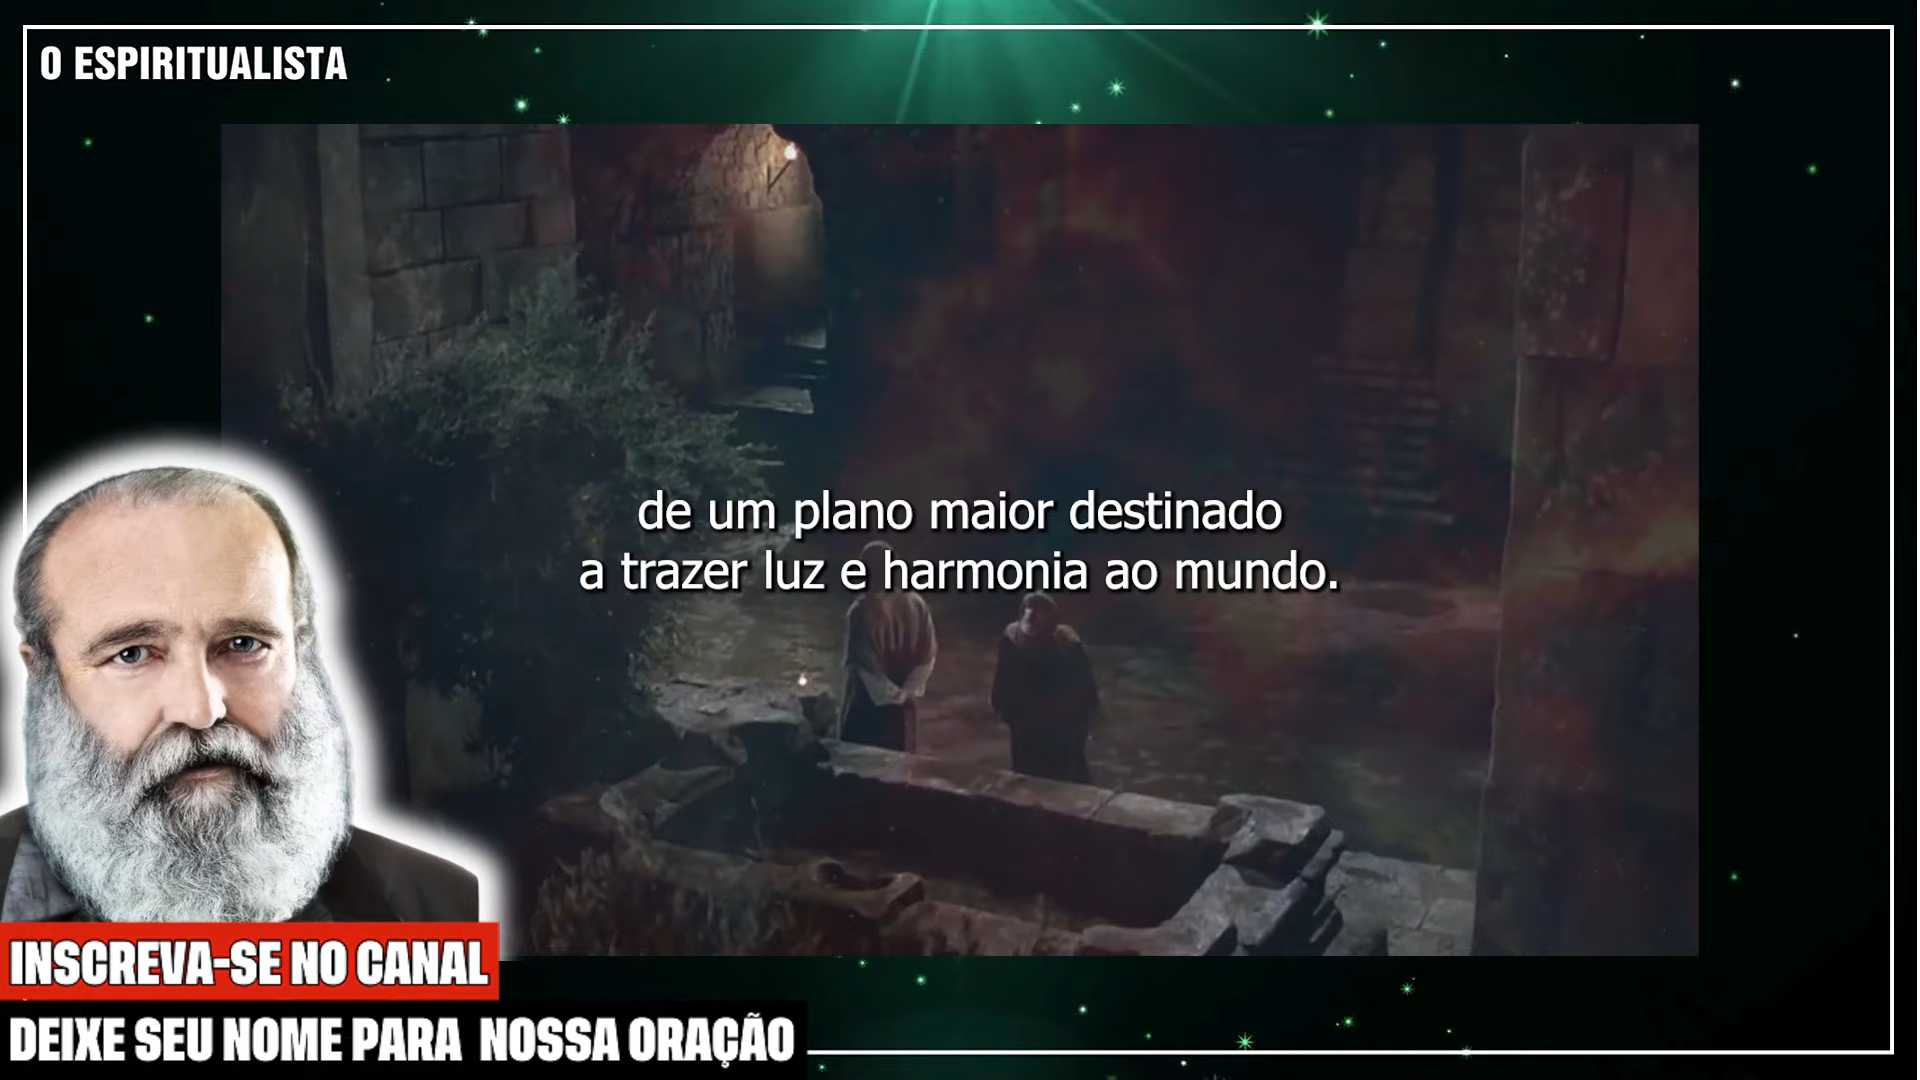 O ESPIRITUALISTA
de um plano maior destinado
a trazer luz e harmonia ao mundo.
INSCREVA-SE NO CANAL
DEIXE SEU NOME PARA NOSSA ORAÇÃO